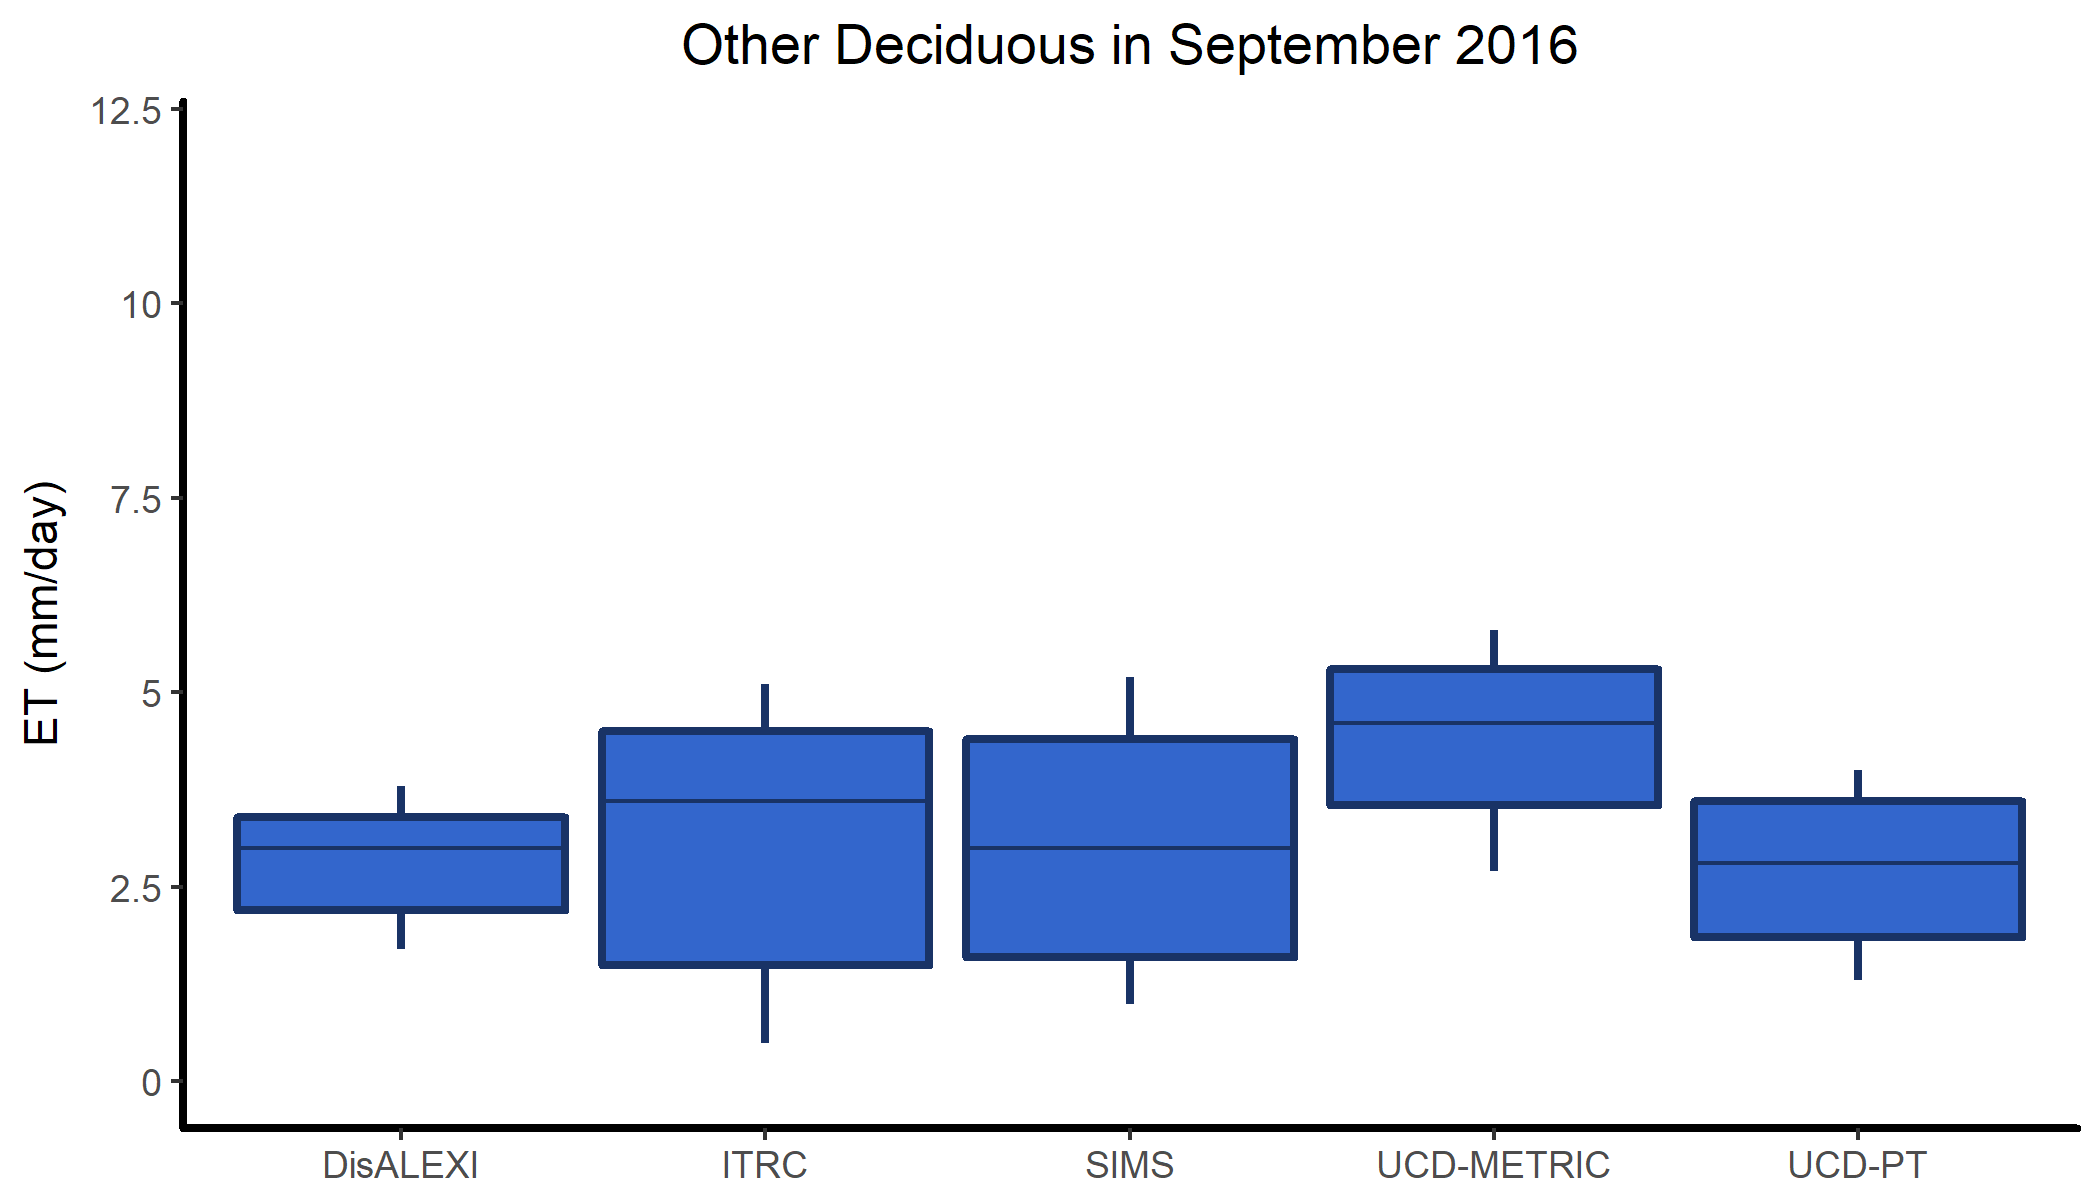 Other Deciduous in September 2016
ET (mm/day)
12.5
10
7.5
5
2.5
0
DisALEXI ITRC SIMS UCD-METRIC UCD-PT